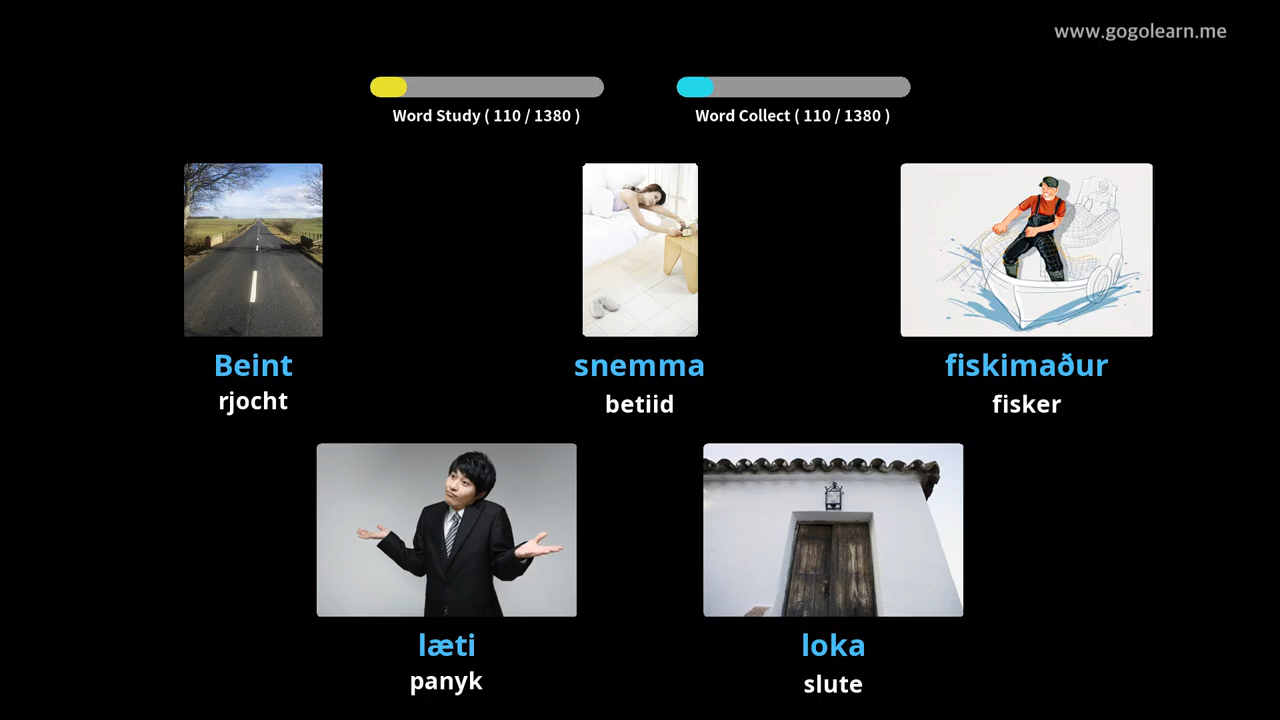 www.gogolearn.me
Word Study ( 110 / 1380 )
Word Collect ( 110 / 1380 )
Beint
rjocht
snemma
betiid
fiskimaður
fisker
læti
panyk
loka
slute